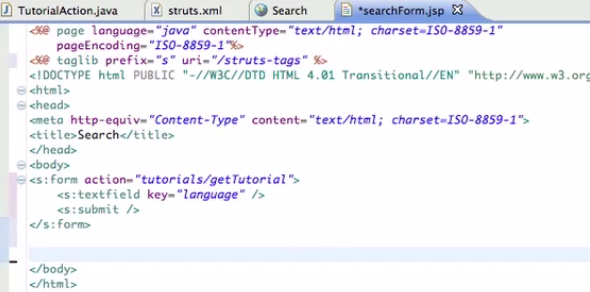 TutorialAction.java struts.xml Search *searchForm.jsp
<%@ page language="java" contentType="text/html; charset=ISO-8859-1"
pageEncoding="ISO-8859-1"%>
<%@ taglib prefix="s" uri="/struts-tags" %>
<!DOCTYPE html PUBLIC "-//W3C//DTD HTML 4.01 Transitional//EN" "http://www.w3.org
<html>
<head>
<meta http-equiv="Content-Type" content="text/html; charset=ISO-8859-1">
<title>Search</title>
</head>
<body>
<s:form action="tutorials/getTutorial">
<s:textfield key="language" />
<s:submit />
</s:form>
</body>
</html>